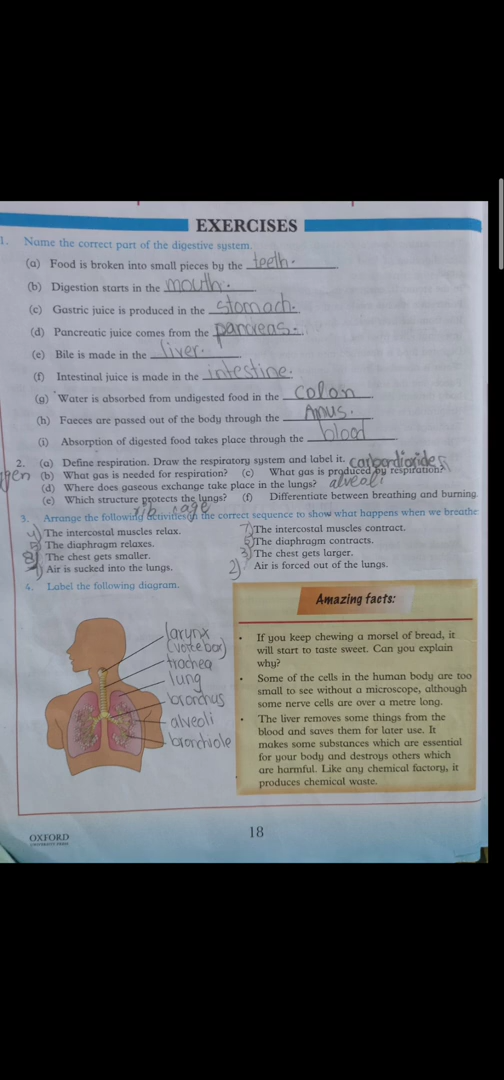 EXERCISES
1. Name the correct part of the digestive system.
(a) Food is broken into small pieces by the teeth.
(b) Digestion starts in the mouth.
(c) Gastric juice is produced in the stomach.
(d) Pancreatic juice comes from the pancreas.
(e) Bile is made in the liver.
(f) Intestinal juice is made in the intestine.
(g) Water is absorbed from undigested food in the colon
(h) Faeces are passed out of the body through the Anus.
(i) Absorption of digested food takes place through the blood
2. (a) Define respiration. Draw the respiratory system and label it. carbondioxide
gen (b) What gas is needed for respiration? (c) What gas is produced by respiration?
(d) Where does gaseous exchange take place in the lungs? alveoli
(e) Which structure protects the lungs? (f) Differentiate between breathing and burning.
rib cage
3. Arrange the following activities in the correct sequence to show what happens when we breathe
The intercostal muscles relax. The intercostal muscles contract.
The diaphragm relaxes. The diaphragm contracts.
The chest gets smaller. 3) The chest gets larger.
Air is sucked into the lungs. 2) Air is forced out of the lungs.
4. Label the following diagram.
larynx
(voice box)
trachea
lung
bronchus
alveoli
bronchiole
Amazing facts:
• If you keep chewing a morsel of bread, it
will start to taste sweet. Can you explain
why?
• Some of the cells in the human body are too
small to see without a microscope, although
some nerve cells are over a metre long.
• The liver removes some things from the
blood and saves them for later use. It
makes some substances which are essential
for your body and destroys others which
are harmful. Like any chemical factory, it
produces chemical waste.
18
OXFORD
UNIVERSITY PRESS